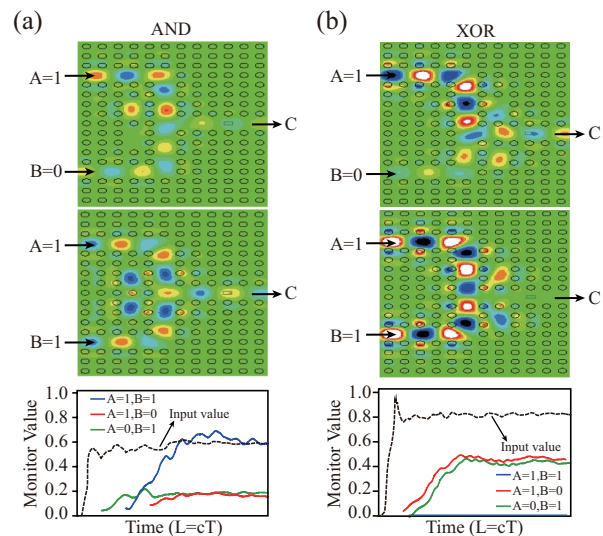 (a)
AND
A=1
B=0
C
A=1
B=1
C
1.0
0.8
0.6
0.4
0.2
0.0
Monitor Value
A=1,B=1
A=1,B=0
A=0,B=1
Input value
Time (L=cT)
(b)
XOR
A=1
B=0
C
A=1
B=1
C
1.0
0.8
0.6
0.4
0.2
0.0
Monitor Value
Input value
A=1,B=1
A=1,B=0
A=0,B=1
Time (L=cT)